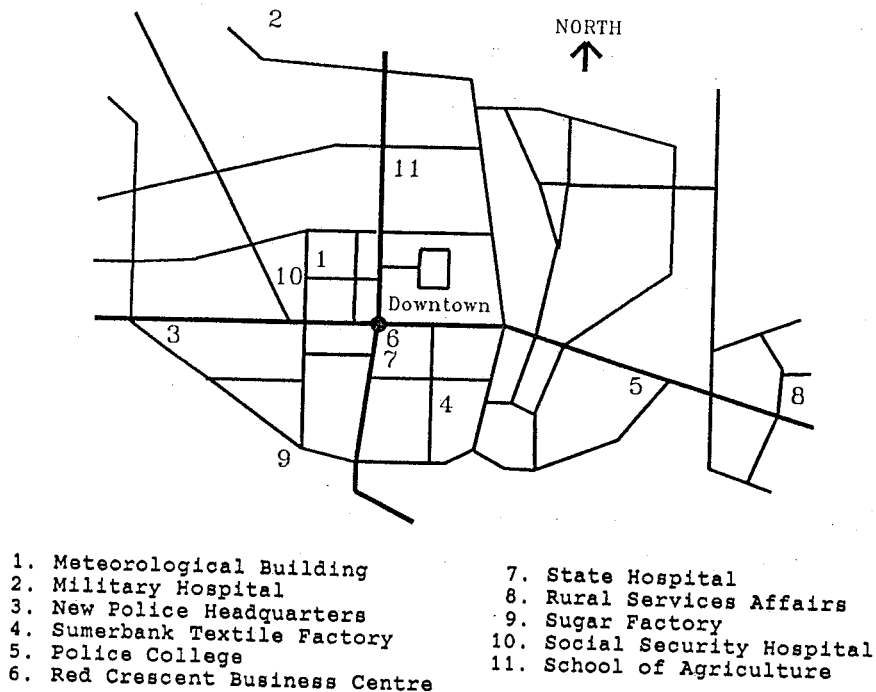 2
NORTH
11
1
10
Downtown
3
6
7
5
4
8
9
1. Meteorological Building
2. Military Hospital
3. New Police Headquarters
4. Sumerbank Textile Factory
5. Police College
6. Red Crescent Business Centre
7. State Hospital
8. Rural Services Affairs
9. Sugar Factory
10. Social Security Hospital
11. School of Agriculture